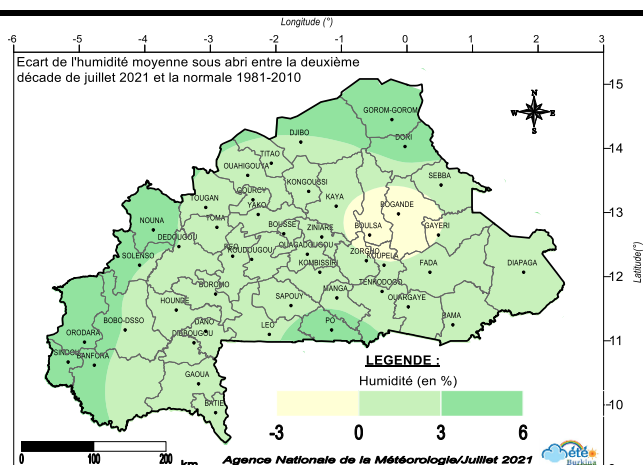 Longitude (°)
-6 -5 -4 -3 -2 -1 0 1 2 3
Ecart de l'humidité moyenne sous abri entre la deuxième
décade de juillet 2021 et la normale 1981-2010
15
N
W E
S
GOROM-GOROM
DJIBO
DORI
14
TITAO
OUAHIGOUYA
SEBBA
KONGOUSSI
GOURCY
TOUGAN
KAYA
YAKO
BOGANDE
13
NOUNA
TOMA
BOUSSE
ZINIARE
BOULSA
GAYERI
DEDOUGOU
REO
KOUDOUGOU
OUAGADOUGOU
ZORGHO
KOUPELA
SOLENSO
KOMBISSIRI
FADA
DIAPAGA
12
TENKODOGO
BOROMO
MANGA
HOUNDE
SAPOUY
OUARGAYE
BOBO-DSSO
DANO
LEO
PO
BAMA
ORODARA
DIEBOUGOU
11
SINDOU
BANFORA
LEGENDE :
GAOUA
Humidité (en %)
BATIE
10
-3 0 3 6
Latitude(°)
0 100 200
km
Agence Nationale de la Météorologie/Juillet 2021
météo
Burkina